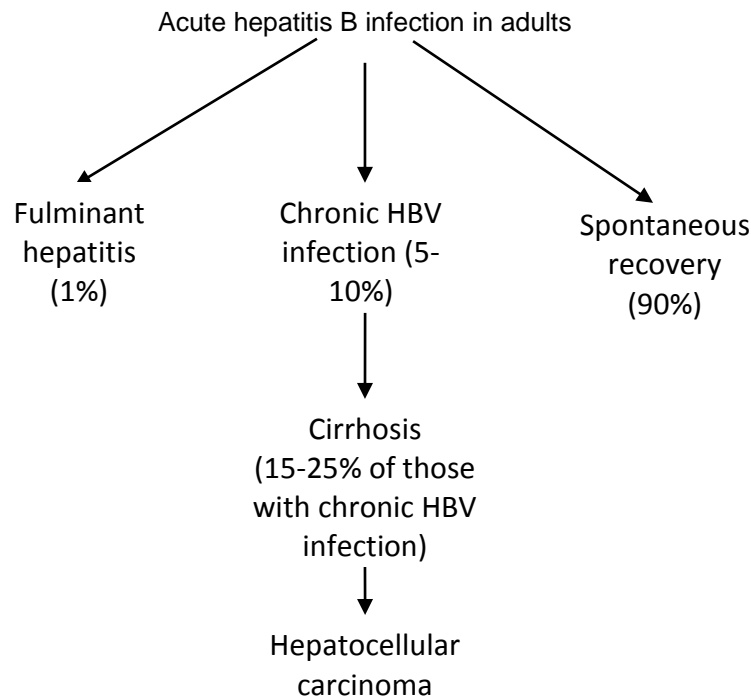 Acute hepatitis B infection in adults
Fulminant
hepatitis
(1%)
Chronic HBV
infection (5-
10%)
Spontaneous
recovery
(90%)
Cirrhosis
(15-25% of those
with chronic HBV
infection)
Hepatocellular
carcinoma